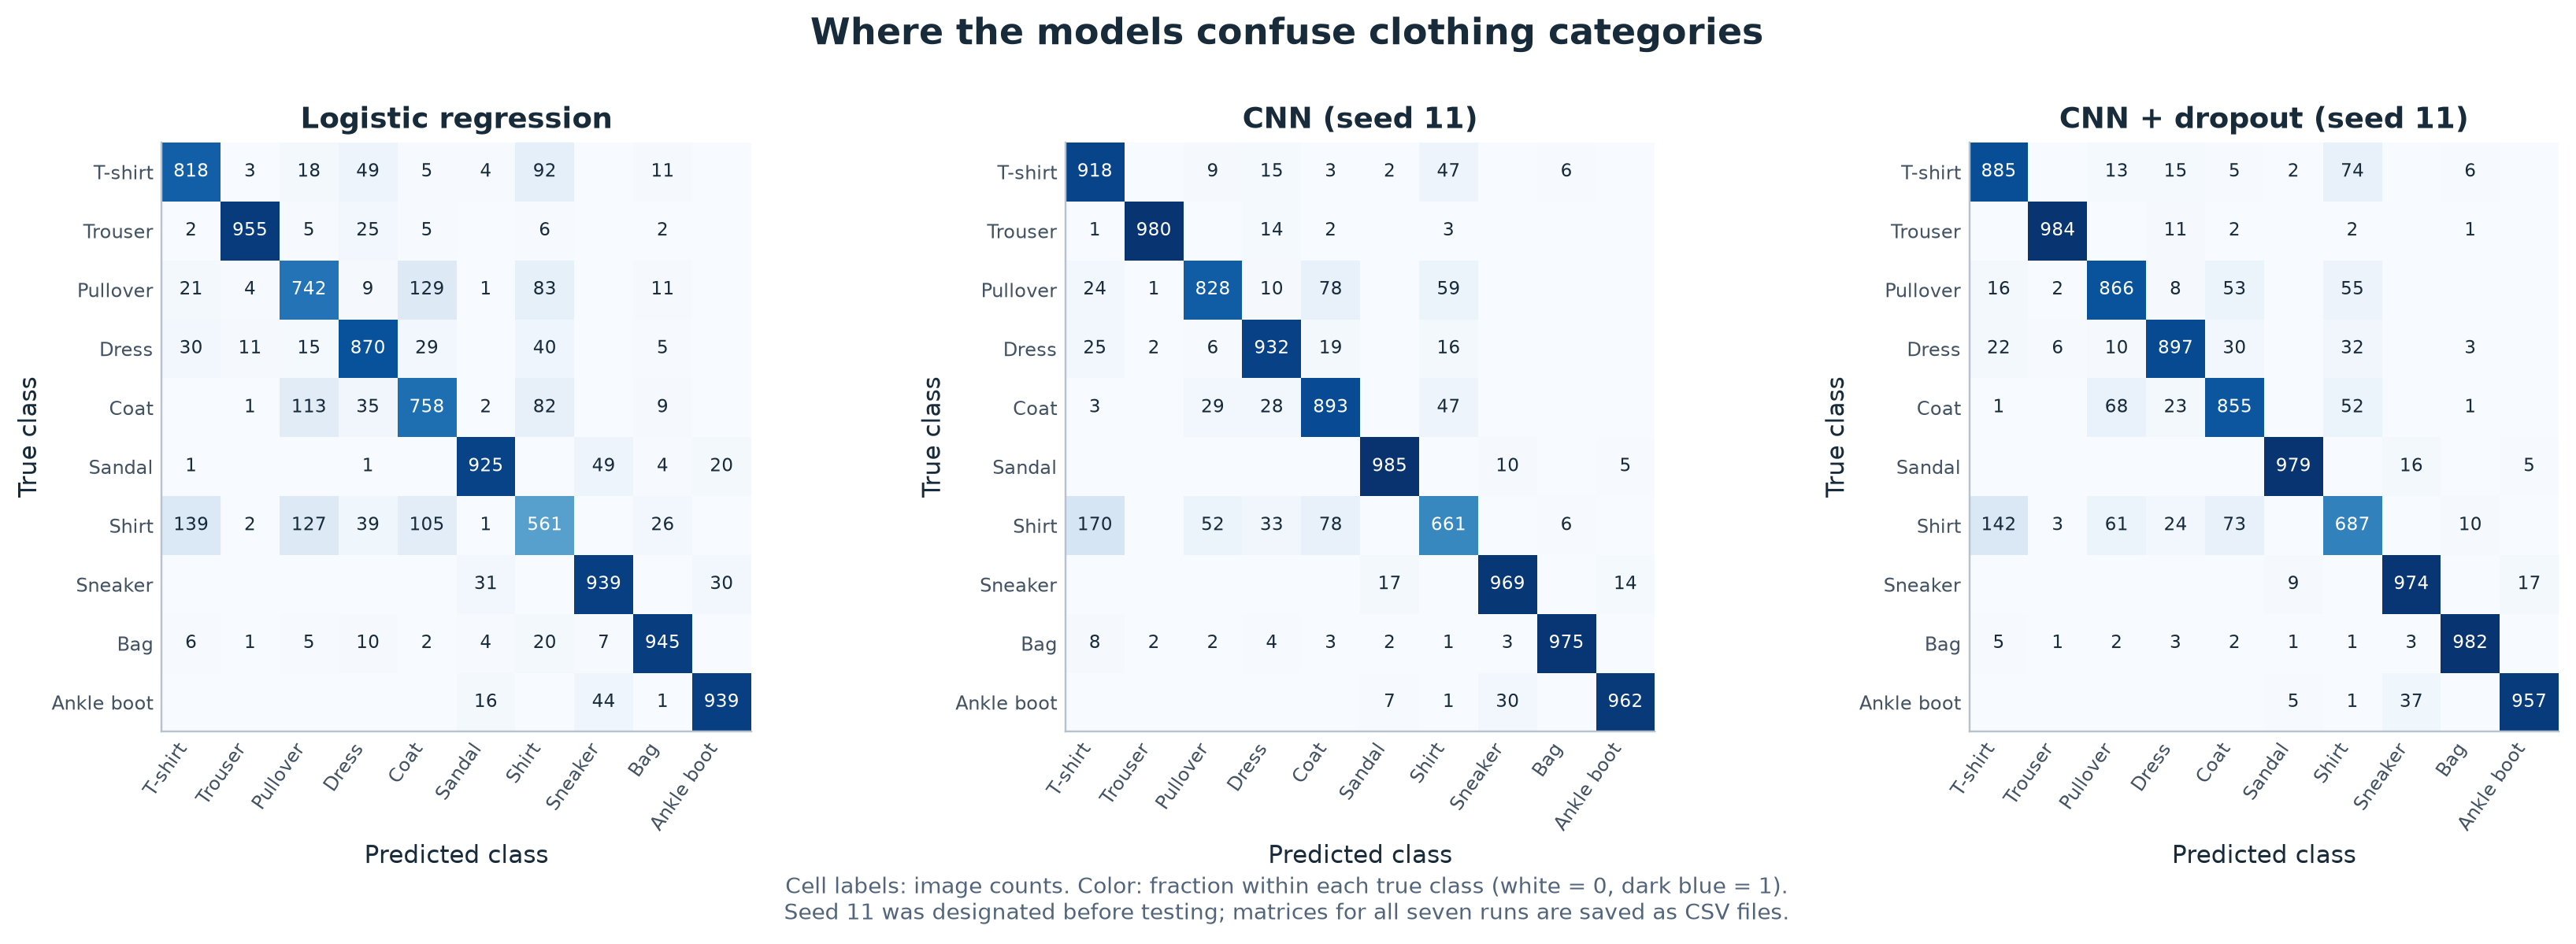 Where the models confuse clothing categories
Logistic regression
True class
T-shirt 818 3 18 49 5 4 92 11
Trouser 2 955 5 25 5 6 2
Pullover 21 4 742 9 129 1 83 11
Dress 30 11 15 870 29 40 5
Coat 1 113 35 758 2 82 9
Sandal 1 1 925 49 4 20
Shirt 139 2 127 39 105 1 561 26
Sneaker 31 939 30
Bag 6 1 5 10 2 4 20 7 945
Ankle boot 16 44 1 939
T-shirt Trouser Pullover Dress Coat Sandal Shirt Sneaker Bag Ankle boot
Predicted class
CNN (seed 11)
True class
T-shirt 918 9 15 3 2 47 6
Trouser 1 980 14 2 3
Pullover 24 1 828 10 78 59
Dress 25 2 6 932 19 16
Coat 3 29 28 893 47
Sandal 985 10 5
Shirt 170 52 33 78 661 6
Sneaker 17 969 14
Bag 8 2 2 4 3 2 1 3 975
Ankle boot 7 1 30 962
T-shirt Trouser Pullover Dress Coat Sandal Shirt Sneaker Bag Ankle boot
Predicted class
CNN + dropout (seed 11)
True class
T-shirt 885 13 15 5 2 74 6
Trouser 984 11 2 2 1
Pullover 16 2 866 8 53 55
Dress 22 6 10 897 30 32 3
Coat 1 68 23 855 52 1
Sandal 979 16 5
Shirt 142 3 61 24 73 687 10
Sneaker 9 974 17
Bag 5 1 2 3 2 1 1 3 982
Ankle boot 5 1 37 957
T-shirt Trouser Pullover Dress Coat Sandal Shirt Sneaker Bag Ankle boot
Predicted class
Cell labels: image counts. Color: fraction within each true class (white = 0, dark blue = 1).
Seed 11 was designated before testing; matrices for all seven runs are saved as CSV files.